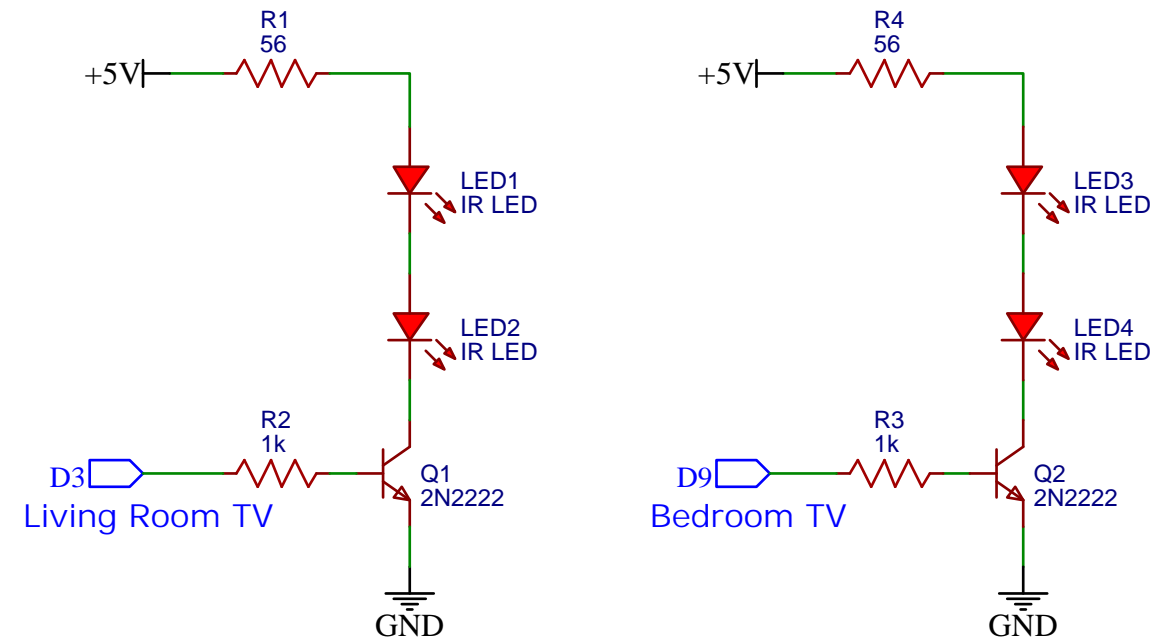 R1
56
+5V
LED1
IR LED
LED2
IR LED
R2
1k
D3
Q1
2N2222
Living Room TV
GND
R4
56
+5V
LED3
IR LED
LED4
IR LED
R3
1k
D9
Q2
2N2222
Bedroom TV
GND